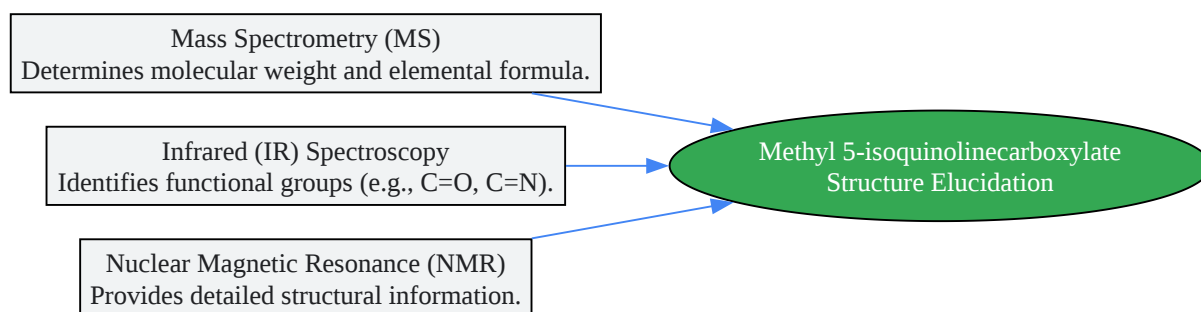 Mass Spectrometry (MS)
Determines molecular weight and elemental formula.
Infrared (IR) Spectroscopy
Identifies functional groups (e.g., C=O, C=N).
Nuclear Magnetic Resonance (NMR)
Provides detailed structural information.
Methyl 5-isoquinolinecarboxylate
Structure Elucidation